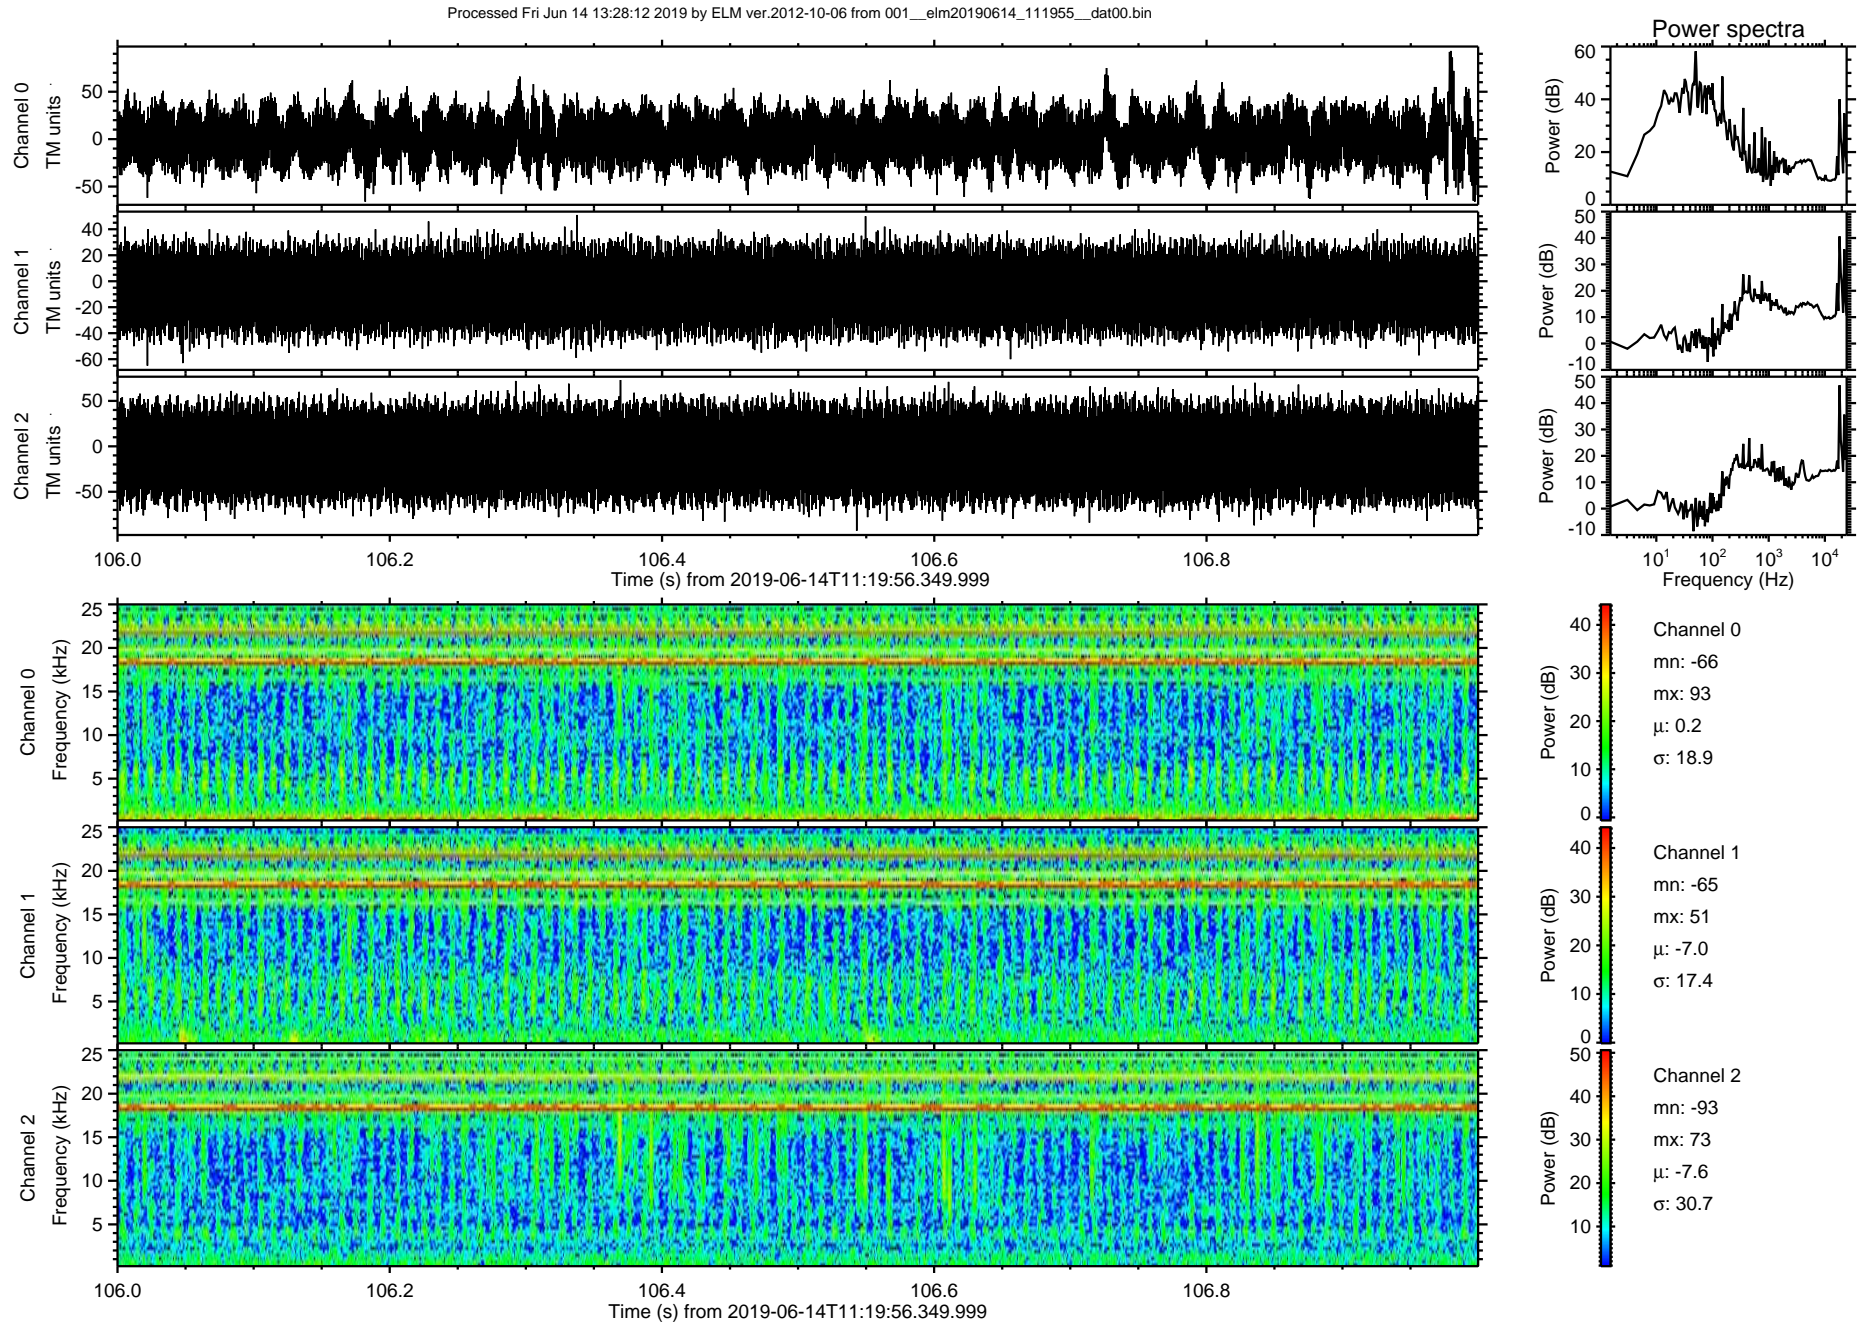 Processed Fri Jun 14 13:28:12 2019 by ELM ver.2012-10-06 from 001__elm20190614_111955__dat00.bin
Power spectra
Channel 0
TM units
50
0
-50
Power (dB)
60
40
20
0
Channel 1
TM units
40
20
0
-20
-40
-60
Power (dB)
50
40
30
20
10
0
-10
Channel 2
TM units
50
0
-50
Power (dB)
50
40
30
20
10
0
-10
106.0 106.2 106.4 106.6 106.8
Time (s) from 2019-06-14T11:19:56.349.999
10^1 10^2 10^3 10^4
Frequency (Hz)
Channel 0
Frequency (kHz)
25
20
15
10
5
Power (dB)
40
30
20
10
0
Channel 0
mn: -66
mx: 93
μ: 0.2
σ: 18.9
Channel 1
Frequency (kHz)
25
20
15
10
5
Power (dB)
40
30
20
10
0
Channel 1
mn: -65
mx: 51
μ: -7.0
σ: 17.4
Channel 2
Frequency (kHz)
25
20
15
10
5
Power (dB)
50
40
30
20
10
Channel 2
mn: -93
mx: 73
μ: -7.6
σ: 30.7
106.0 106.2 106.4 106.6 106.8
Time (s) from 2019-06-14T11:19:56.349.999